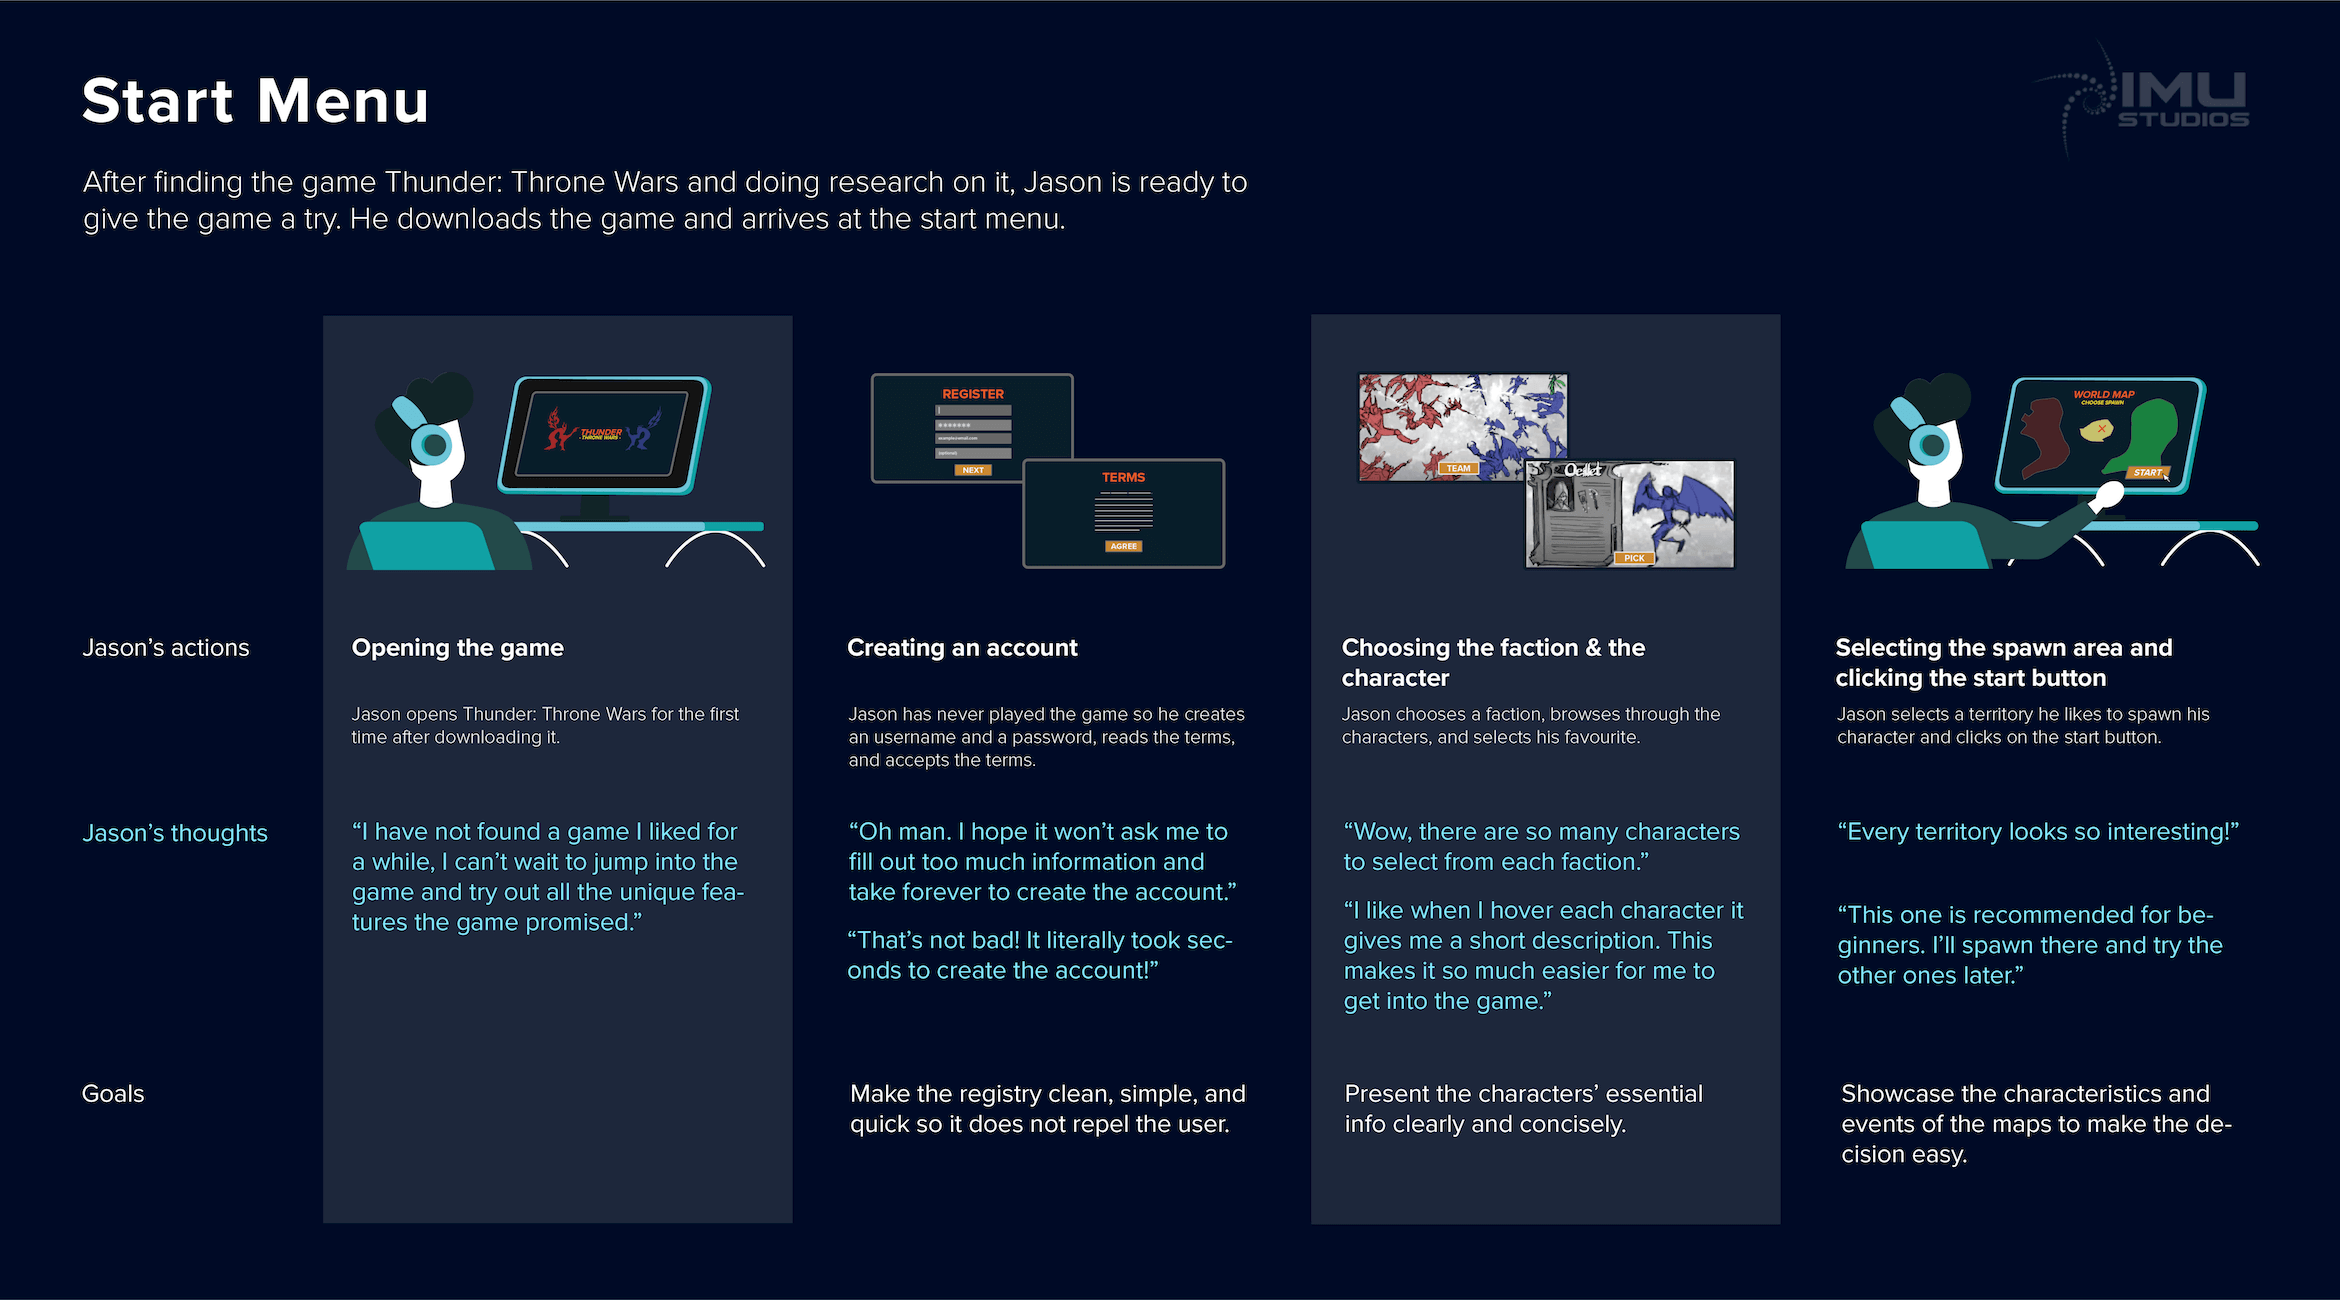 Start Menu
IMU
STUDIOS
After finding the game Thunder: Throne Wars and doing research on it, Jason is ready to
give the game a try. He downloads the game and arrives at the start menu.
THUNDER
- THRONE WARS -
REGISTER
example@email.com
(optional)
NEXT
TERMS
AGREE
TEAM
PICK
WORLD MAP
CHOOSE SPAWN
START
Jason’s actions
Opening the game
Jason opens Thunder: Throne Wars for the first
time after downloading it.
Creating an account
Jason has never played the game so he creates
an username and a password, reads the terms,
and accepts the terms.
Choosing the faction & the
character
Jason chooses a faction, browses through the
characters, and selects his favourite.
Selecting the spawn area and
clicking the start button
Jason selects a territory he likes to spawn his
character and clicks on the start button.
Jason’s thoughts
“I have not found a game I liked for
a while, I can’t wait to jump into the
game and try out all the unique fea-
tures the game promised.”
“Oh man. I hope it won’t ask me to
fill out too much information and
take forever to create the account.”
“That’s not bad! It literally took sec-
onds to create the account!”
“Wow, there are so many characters
to select from each faction.”
“I like when I hover each character it
gives me a short description. This
makes it so much easier for me to
get into the game.”
“Every territory looks so interesting!”
“This one is recommended for be-
ginners. I’ll spawn there and try the
other ones later.”
Goals
Make the registry clean, simple, and
quick so it does not repel the user.
Present the characters’ essential
info clearly and concisely.
Showcase the characteristics and
events of the maps to make the de-
cision easy.